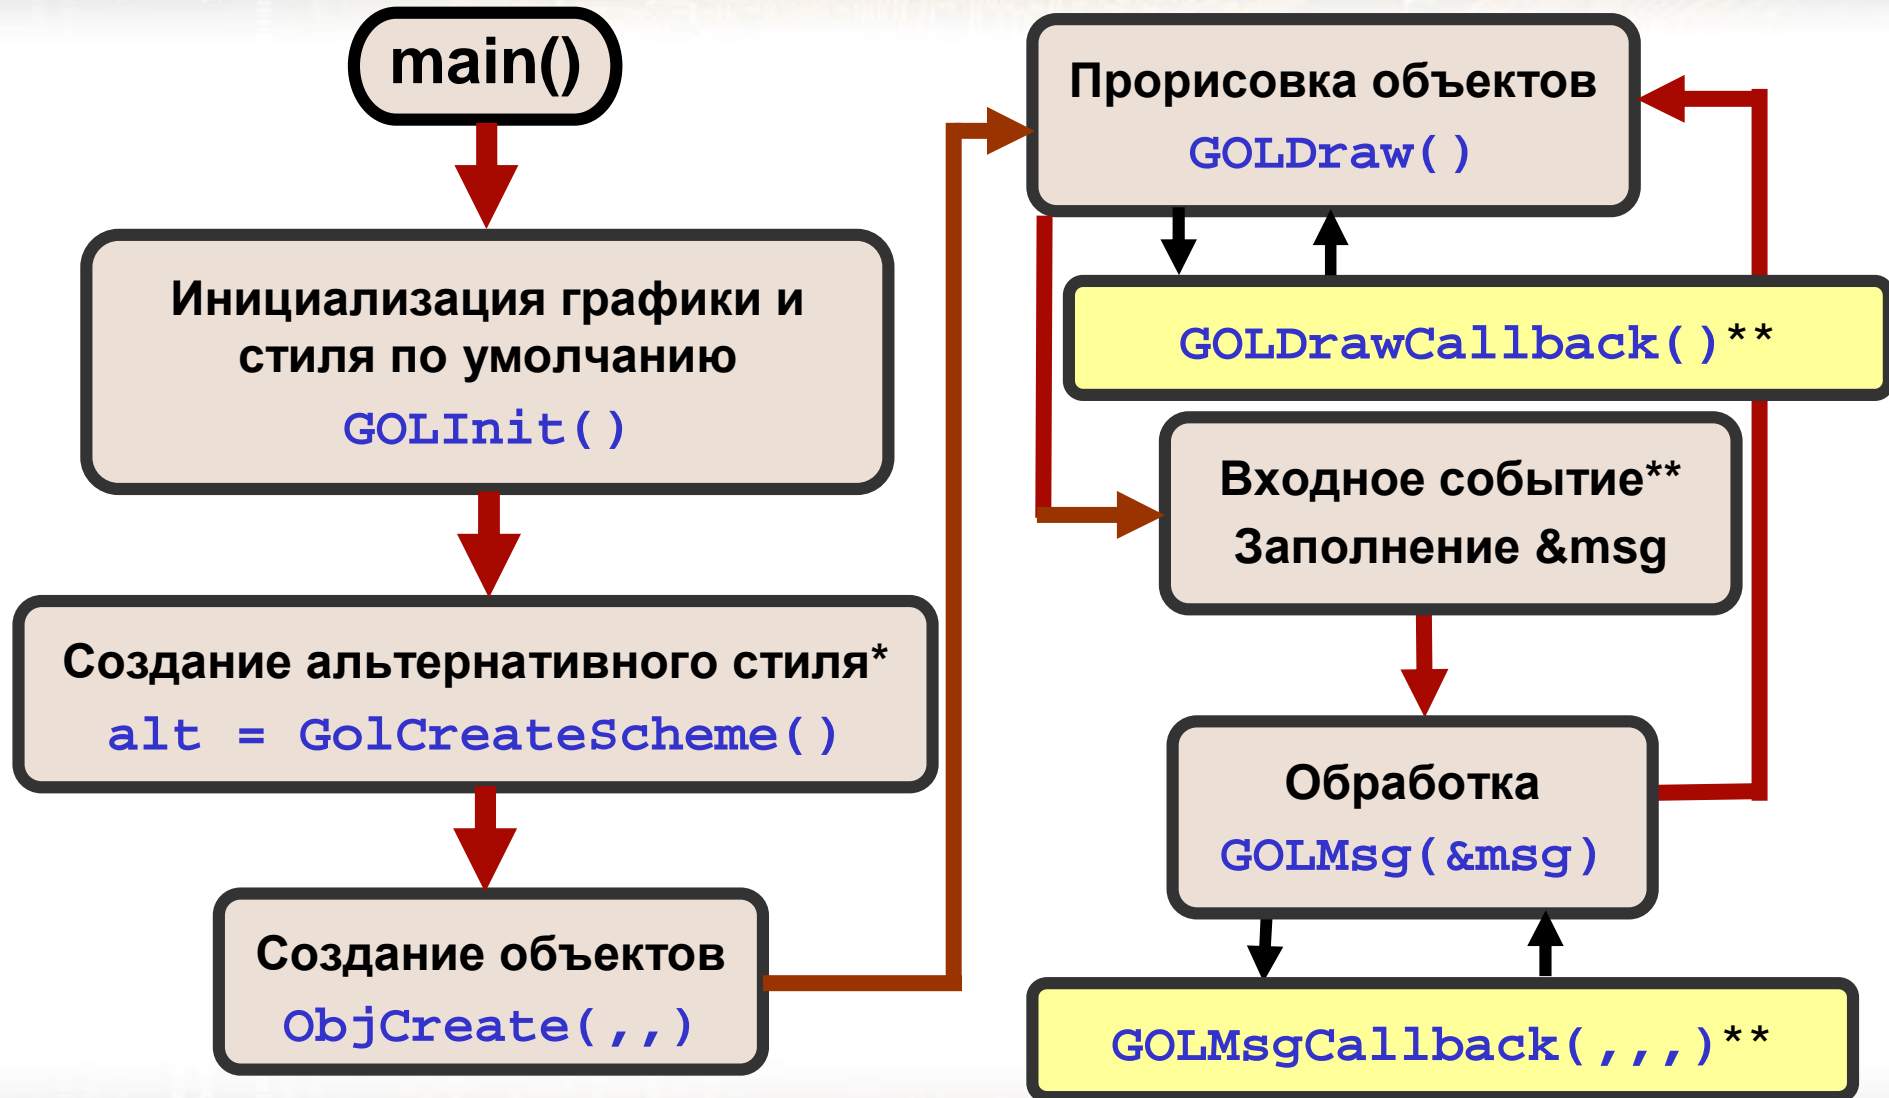 main()
Инициализация графики и
стиля по умолчанию
GOLInit()
Создание альтернативного стиля*
alt = GolCreateScheme()
Создание объектов
ObjCreate(,,)
Прорисовка объектов
GOLDraw()
GOLDrawCallback()**
Входное событие**
Заполнение &msg
Обработка
GOLMsg(&msg)
GOLMsgCallback(,,,)**